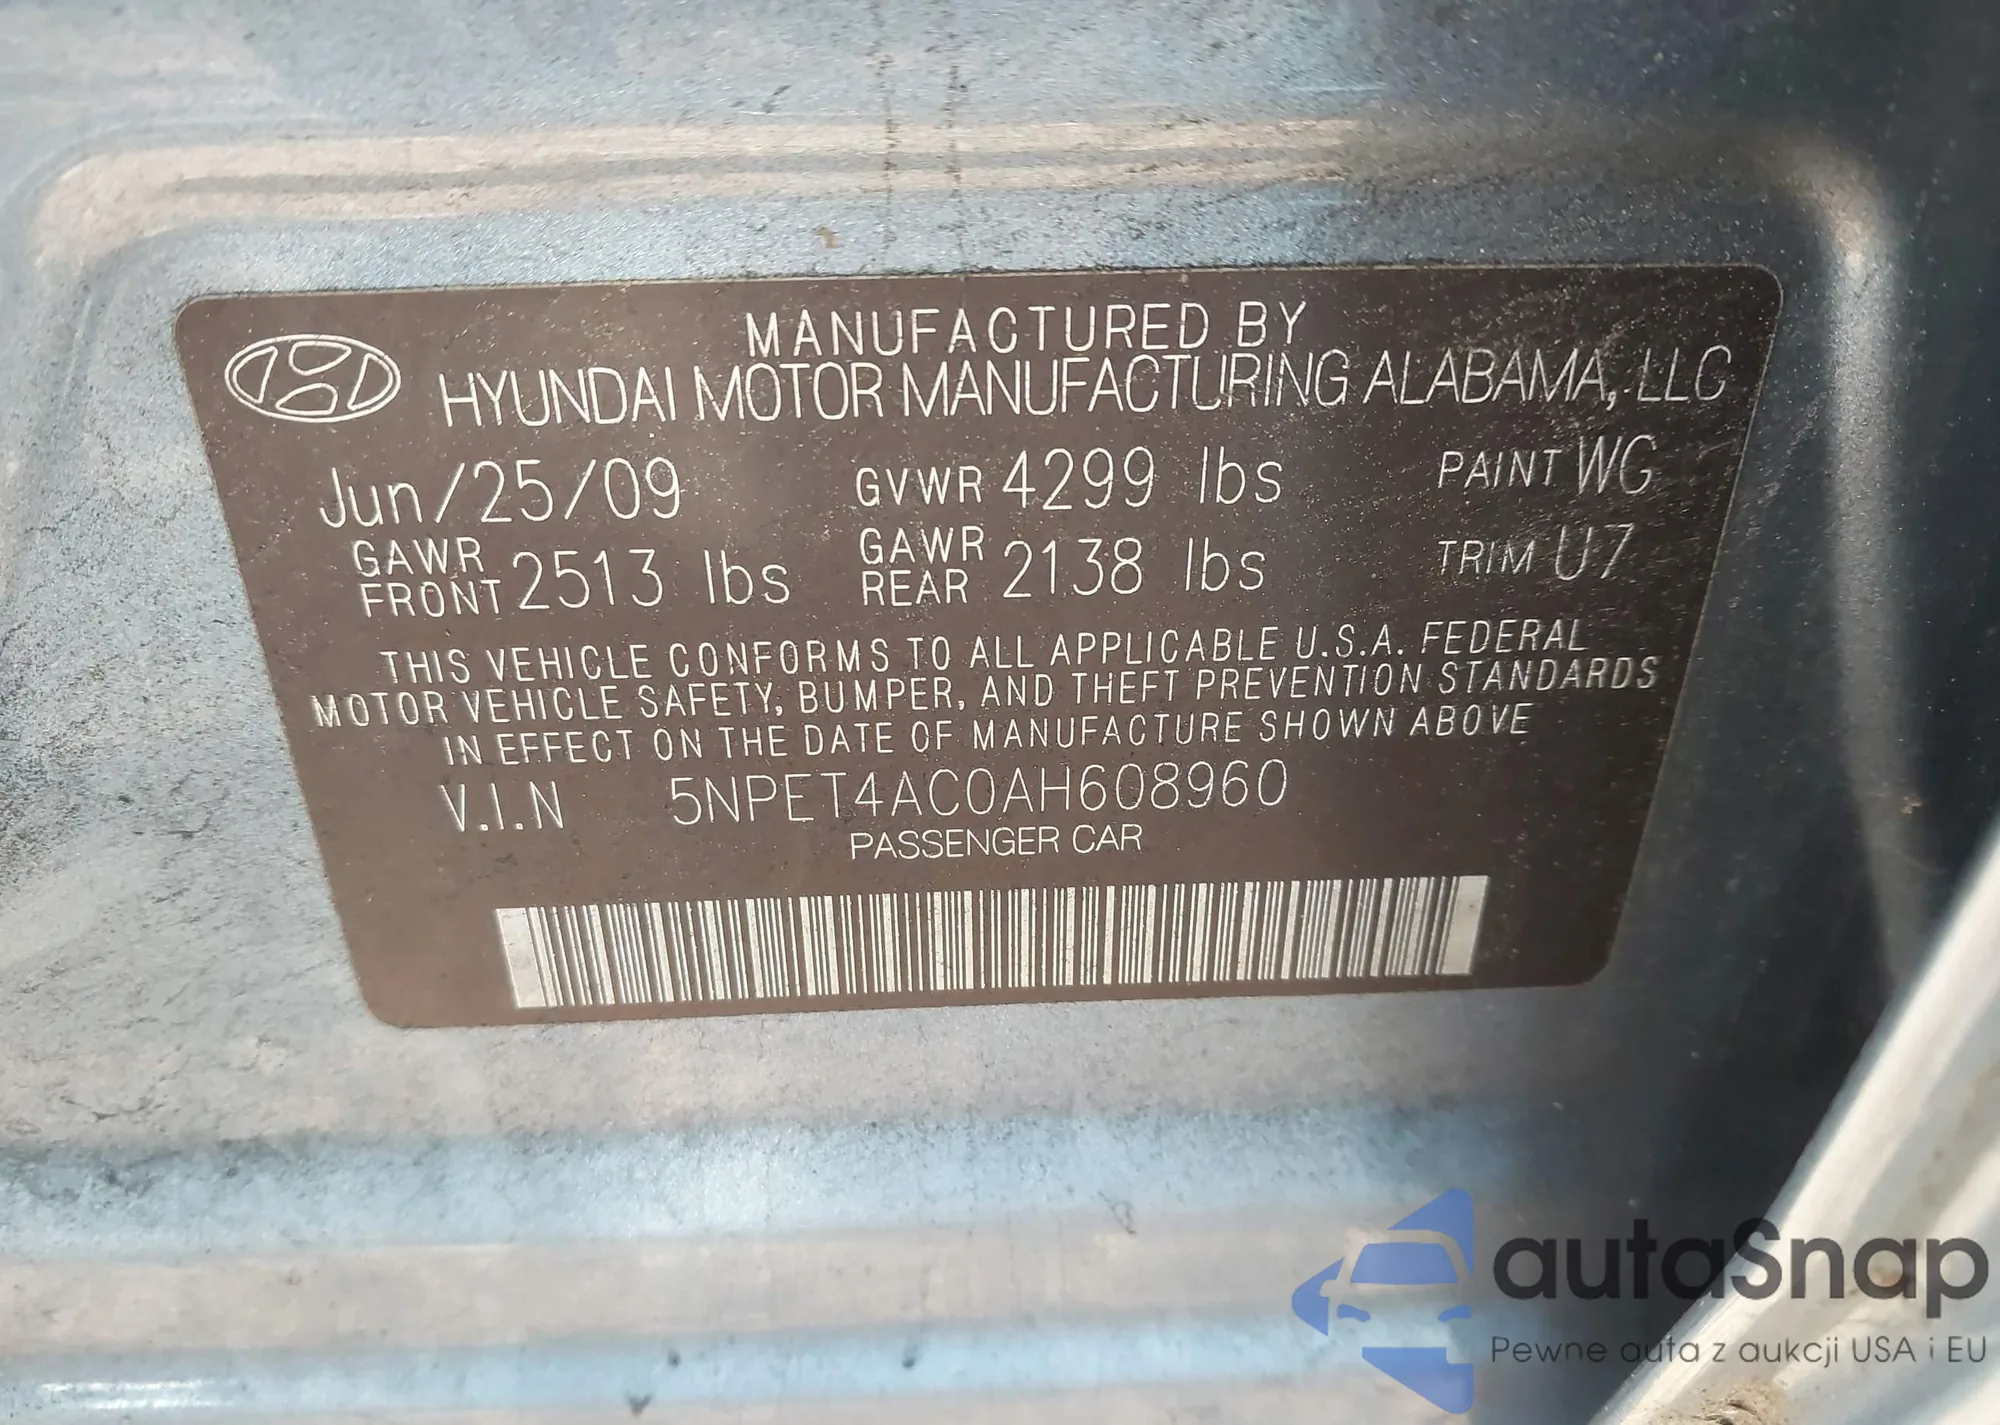 MANUFACTURED BY
HYUNDAI MOTOR MANUFACTURING ALABAMA, LLC
Jun/25/09 GVWR 4299 lbs PAINT WG
GAWR FRONT 2513 lbs GAWR REAR 2138 lbs TRIM U7
THIS VEHICLE CONFORMS TO ALL APPLICABLE U.S.A. FEDERAL
MOTOR VEHICLE SAFETY, BUMPER, AND THEFT PREVENTION STANDARDS
IN EFFECT ON THE DATE OF MANUFACTURE SHOWN ABOVE
V.I.N 5NPET4AC0AH608960
PASSENGER CAR
autaSnap
Pewne auta z aukcji USA i EU